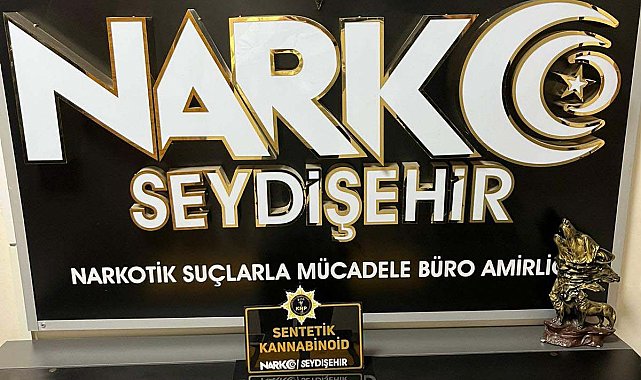 NARKO
SEYDİŞEHİR
NARKOTİK SUÇLARLA MÜCADELE BÜRO AMİRLİĞ
SENTETİK
KANNABİNOİD
NARKO SEYDİŞEHİR